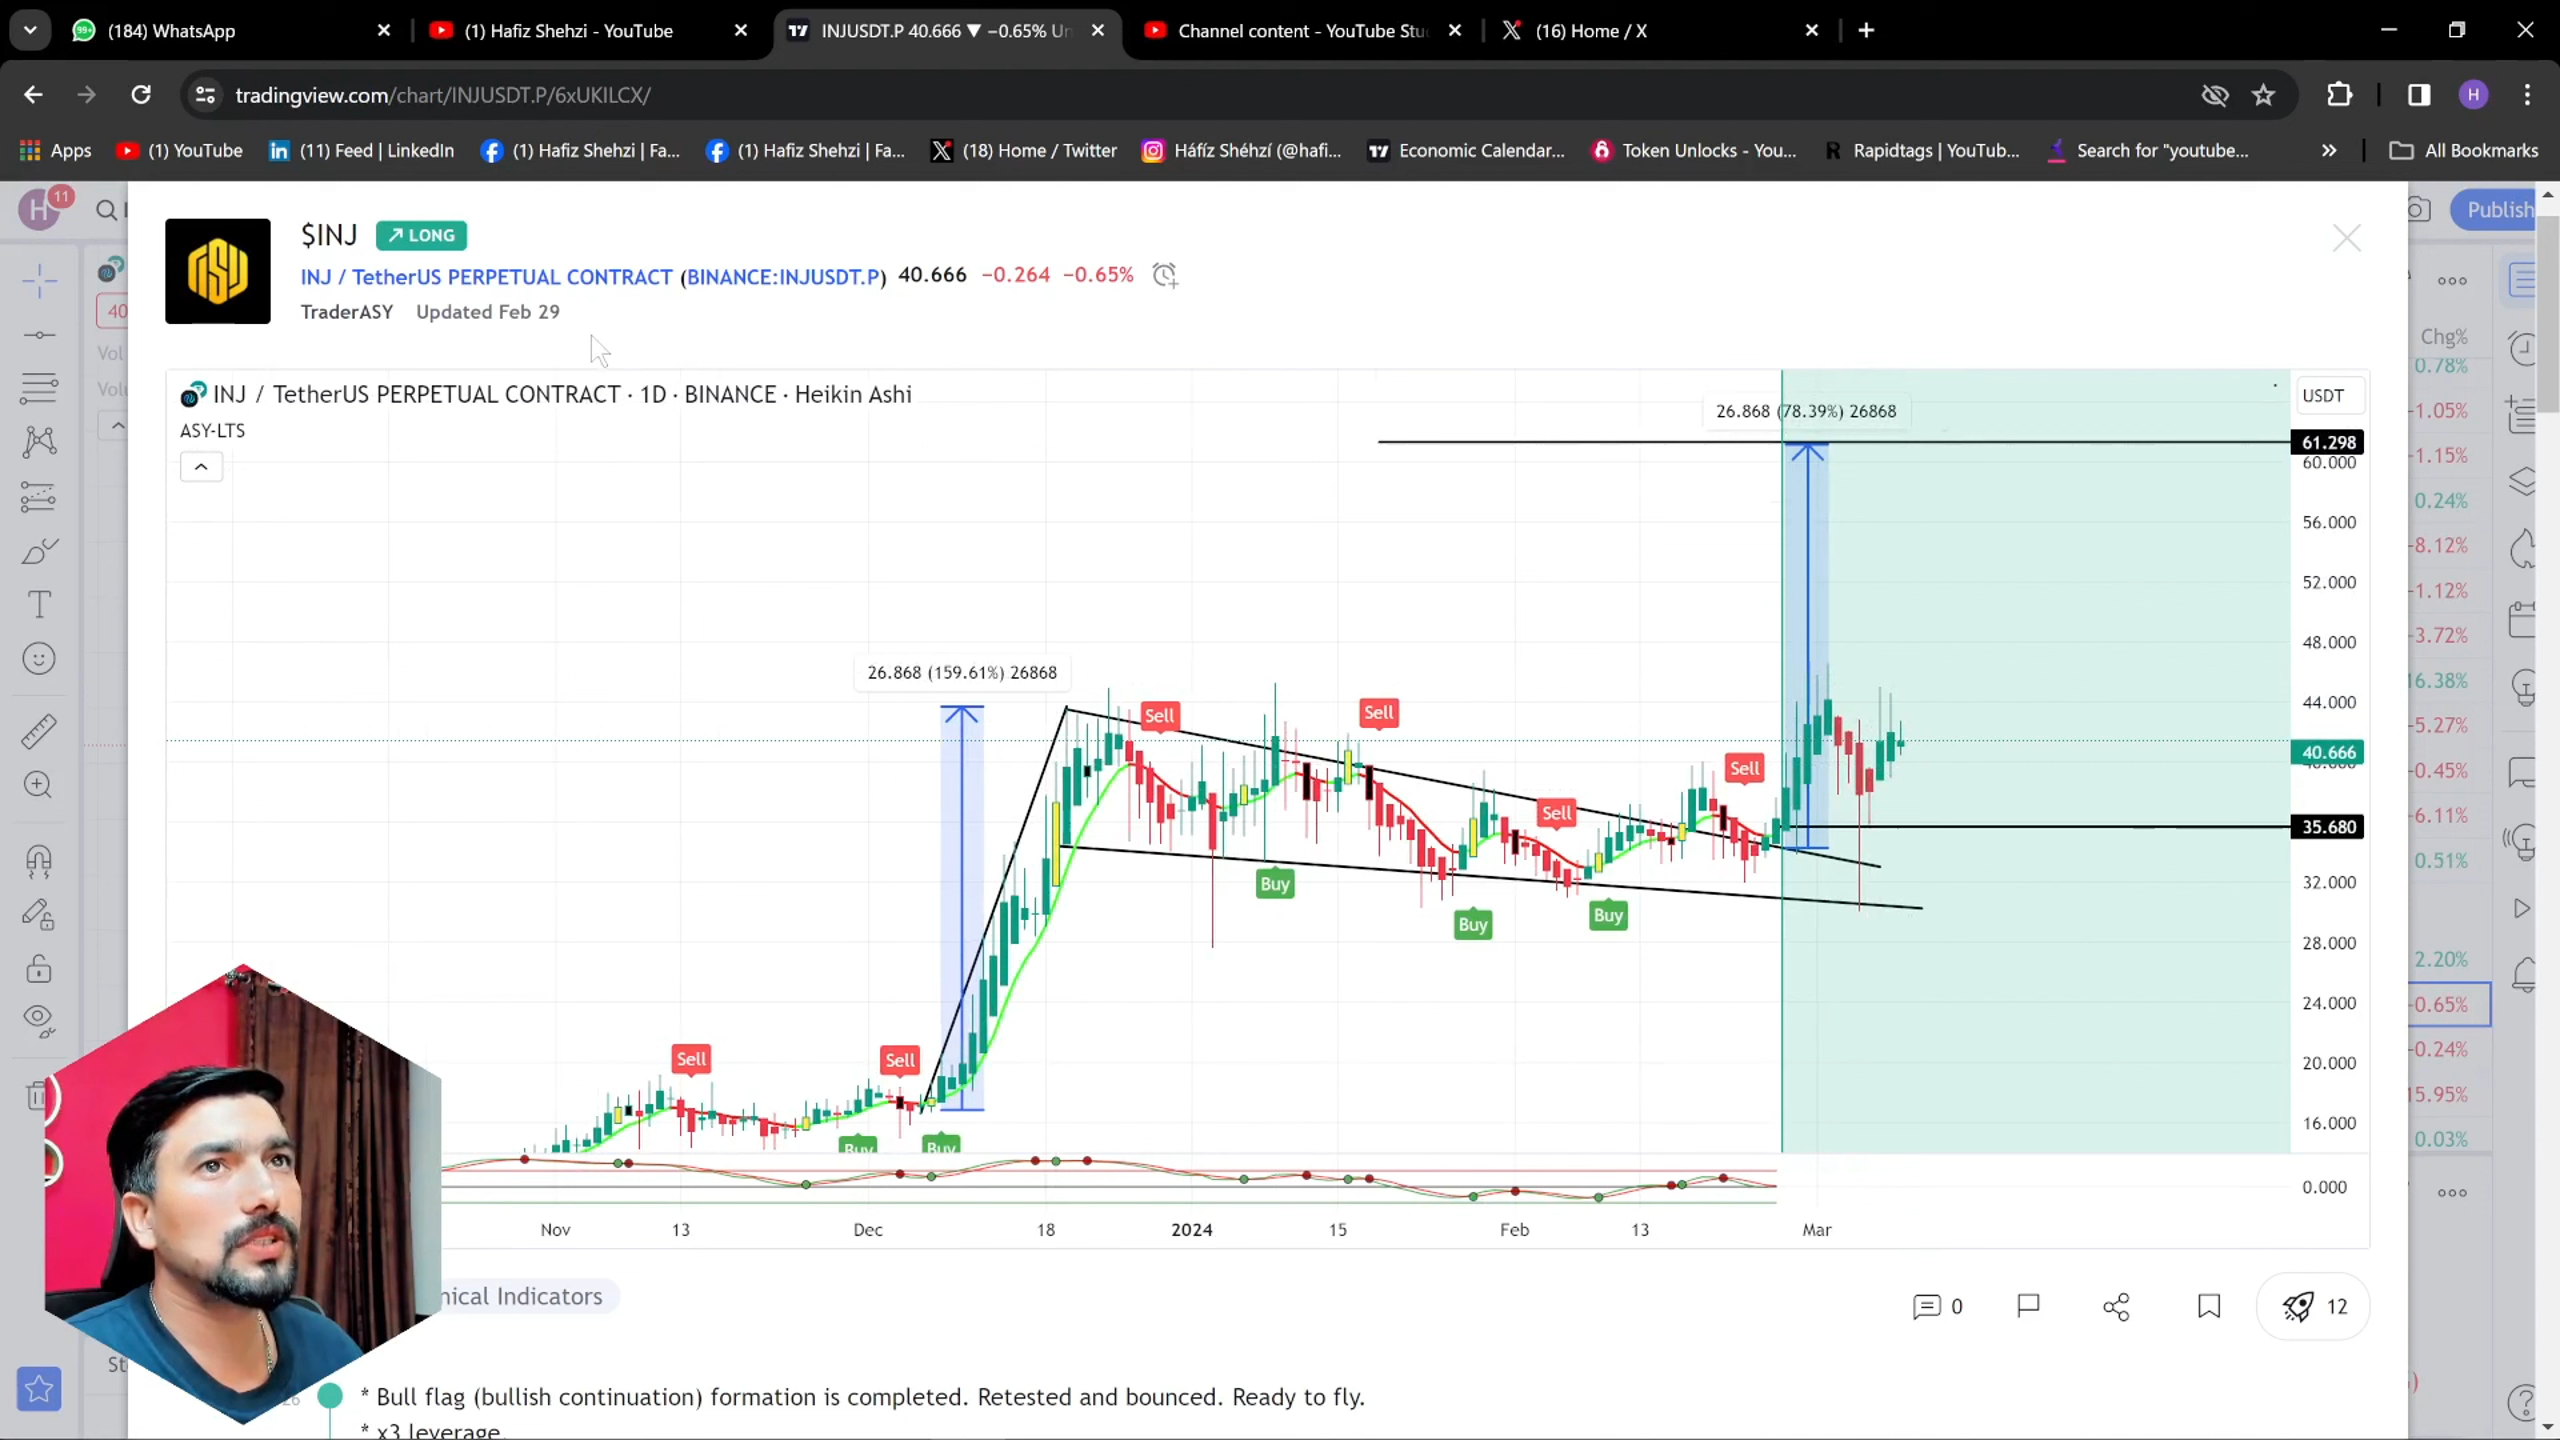 (184) WhatsApp
(1) Hafiz Shehzi - YouTube
INJUSDT.P 40.666 ▼ −0.65% Un
Channel content - YouTube Stu
(16) Home / X
tradingview.com/chart/INJUSDT.P/6xUKILCX/
Apps
(1) YouTube
(11) Feed | LinkedIn
(1) Hafiz Shehzi | Fa...
(1) Hafiz Shehzi | Fa...
(18) Home / Twitter
Háfíz Shéhzí (@hafi...
Economic Calendar...
Token Unlocks - You...
Rapidtags | YouTub...
Search for "youtube...
All Bookmarks
H
H
11
Publish
$INJ
LONG
INJ / TetherUS PERPETUAL CONTRACT (BINANCE:INJUSDT.P) 40.666 −0.264 −0.65%
TraderASY Updated Feb 29
40
Vol
Volu
INJ / TetherUS PERPETUAL CONTRACT · 1D · BINANCE · Heikin Ashi
ASY-LTS
USDT
26.868 (78.39%) 26868
61.298
60.000
56.000
52.000
48.000
44.000
40.666
35.680
32.000
28.000
24.000
20.000
16.000
0.000
26.868 (159.61%) 26868
Sell
Sell
Sell
Sell
Buy
Buy
Buy
Sell
Sell
Buy
Buy
Nov
13
Dec
18
2024
15
Feb
13
Mar
Chg%
0.78%
-1.05%
-1.15%
0.24%
-8.12%
-1.12%
-3.72%
16.38%
-5.27%
-0.45%
-6.11%
0.51%
2.20%
-0.65%
-0.24%
15.95%
0.03%
nical Indicators
0
12
St
* Bull flag (bullish continuation) formation is completed. Retested and bounced. Ready to fly.
* x3 leverage.